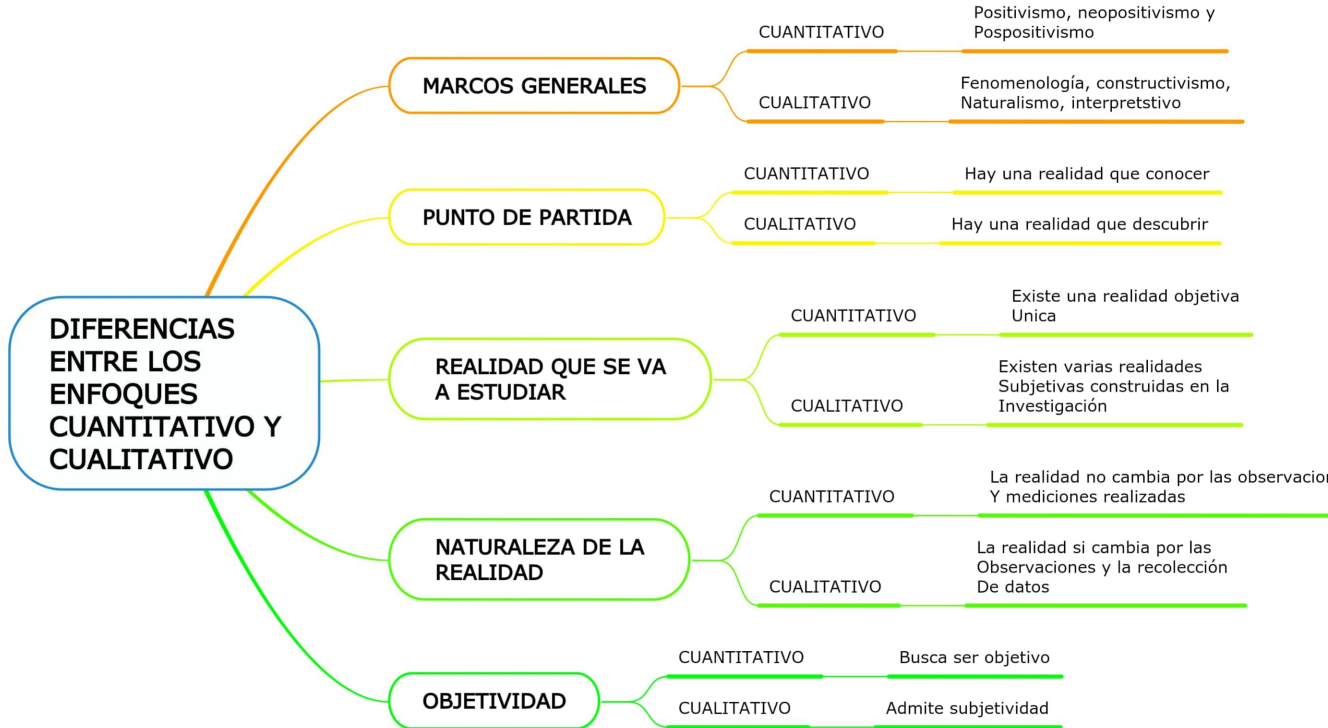 DIFERENCIAS
ENTRE LOS
ENFOQUES
CUANTITATIVO Y
CUALITATIVO
MARCOS GENERALES
CUANTITATIVO
Positivismo, neopositivismo y
Pospositivismo
CUALITATIVO
Fenomenología, constructivismo,
Naturalismo, interpretstivo
PUNTO DE PARTIDA
CUANTITATIVO
Hay una realidad que conocer
CUALITATIVO
Hay una realidad que descubrir
REALIDAD QUE SE VA
A ESTUDIAR
CUANTITATIVO
Existe una realidad objetiva
Unica
CUALITATIVO
Existen varias realidades
Subjetivas construidas en la
Investigación
NATURALEZA DE LA
REALIDAD
CUANTITATIVO
La realidad no cambia por las
Y mediciones realizadas
CUALITATIVO
La realidad si cambia por las
Observaciones y la recolección
De datos
OBJETIVIDAD
CUANTITATIVO
Busca ser objetivo
CUALITATIVO
Admite subjetividad